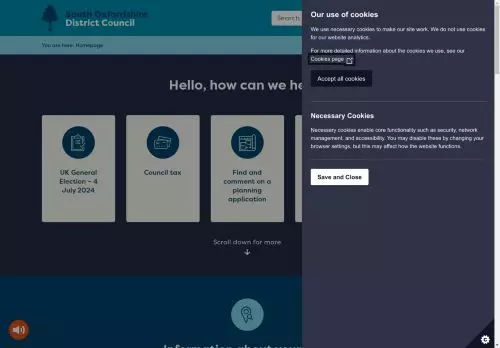 South Oxfordshire
District Council
Search
You are here: Homepage
Hello, how can we he
UK General
Election – 4
July 2024
Council tax
Find and
comment on a
planning
application
Scroll down for more
Information about your
Our use of cookies
We use necessary cookies to make our site work. We do not use cookies
for our website analytics.
For more detailed information about the cookies we use, see our
Cookies page
Accept all cookies
Necessary Cookies
Necessary cookies enable core functionality such as security, network
management, and accessibility. You may disable these by changing your
browser settings, but this may affect how the website functions.
Save and Close